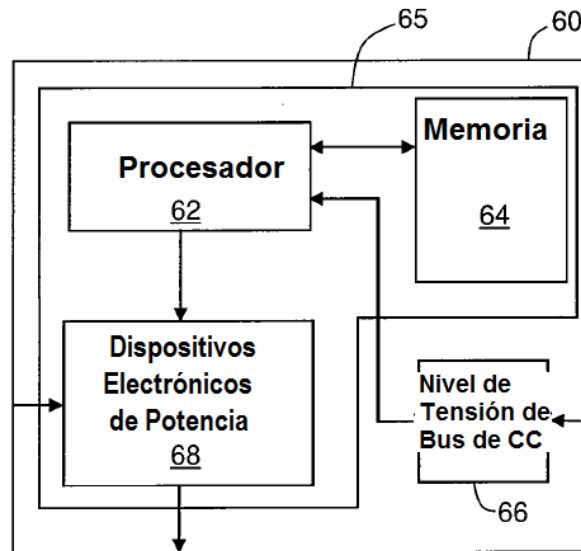 65
60
Procesador
62
Memoria
64
Dispositivos
Electrónicos
de Potencia
68
Nivel de
Tensión de
Bus de CC
66